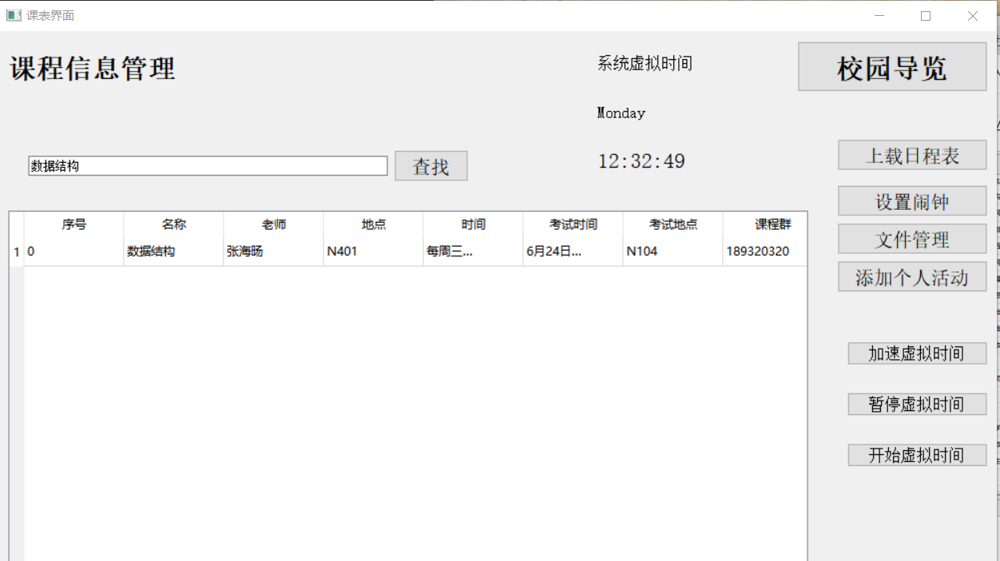 课表界面
课程信息管理
系统虚拟时间
校园导览
Monday
上载日程表
数据结构
查找
12:32:49
设置闹钟
序号 名称 老师 地点 时间 考试时间 考试地点 课程群
文件管理
1 0 数据结构 张海旸 N401 每周三... 6月24日... N104 189320320
添加个人活动
加速虚拟时间
暂停虚拟时间
开始虚拟时间